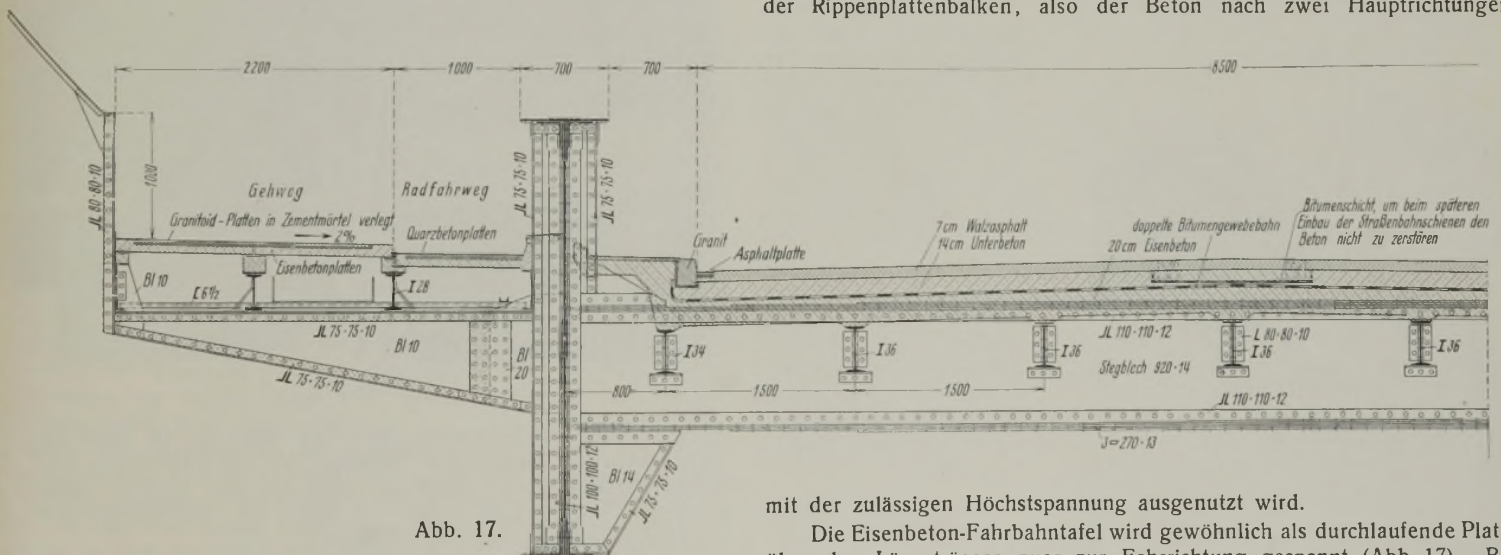 der Rippenplattenbalken, also der Beton nach zwei Hauptrichtungen
2200
1000
700
700
8500
JL 80·80·10
1000
Gehweg
Radfahrweg
Granitoid-Platten in Zementmörtel verlegt
2%
Quarzbetonplatten
Eisenbetonplatten
Bl 10
[ 6½
I 28
JL 75·75·10
Bl 10
JL 75·75·10
Bl
20
JL 75·75·10
JL 75·75·10
Granit
Asphaltplatte
7cm Walzasphalt
14cm Unterbeton
doppelte Bitumengewebebahn
20cm Eisenbeton
Bitumenschicht, um beim späteren
Einbau der Straßenbahnschienen den
Beton nicht zu zerstören
I 34
I 36
I 36
JL 110·110·12
L 80·80·10
I 36
I 36
Stegblech 920·14
800
1500
1500
JL 110·110·12
270·13
JL 100·100·12
Bl 14
JL 75·75·10
Abb. 17.
mit der zulässigen Höchstspannung ausgenutzt wird.
Die Eisenbeton-Fahrbahntafel wird gewöhnlich als durchlaufende Plat